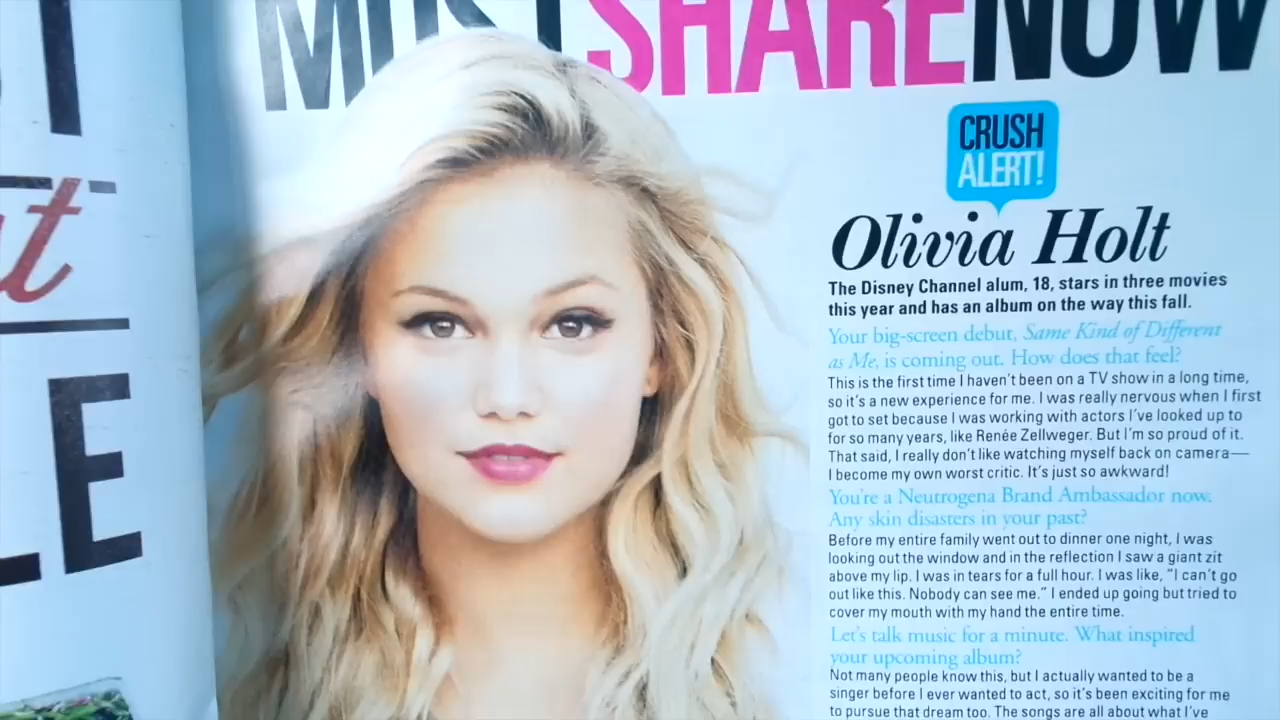 MUST SHARE NOW
CRUSH
ALERT!
Olivia Holt
The Disney Channel alum, 18, stars in three movies
this year and has an album on the way this fall.
Your big-screen debut, Same Kind of Different
as Me, is coming out. How does that feel?
This is the first time I haven't been on a TV show in a long time,
so it's a new experience for me. I was really nervous when I first
got to set because I was working with actors I've looked up to
for so many years, like Renée Zellweger. But I'm so proud of it.
That said, I really don't like watching myself back on camera—
I become my own worst critic. It's just so awkward!
You're a Neutrogena Brand Ambassador now.
Any skin disasters in your past?
Before my entire family went out to dinner one night, I was
looking out the window and in the reflection I saw a giant zit
above my lip. I was in tears for a full hour. I was like, "I can't go
out like this. Nobody can see me." I ended up going but tried to
cover my mouth with my hand the entire time.
Let's talk music for a minute. What inspired
your upcoming album?
Not many people know this, but I actually wanted to be a
singer before I ever wanted to act, so it's been exciting for me
to pursue that dream too. The songs are all about what I've